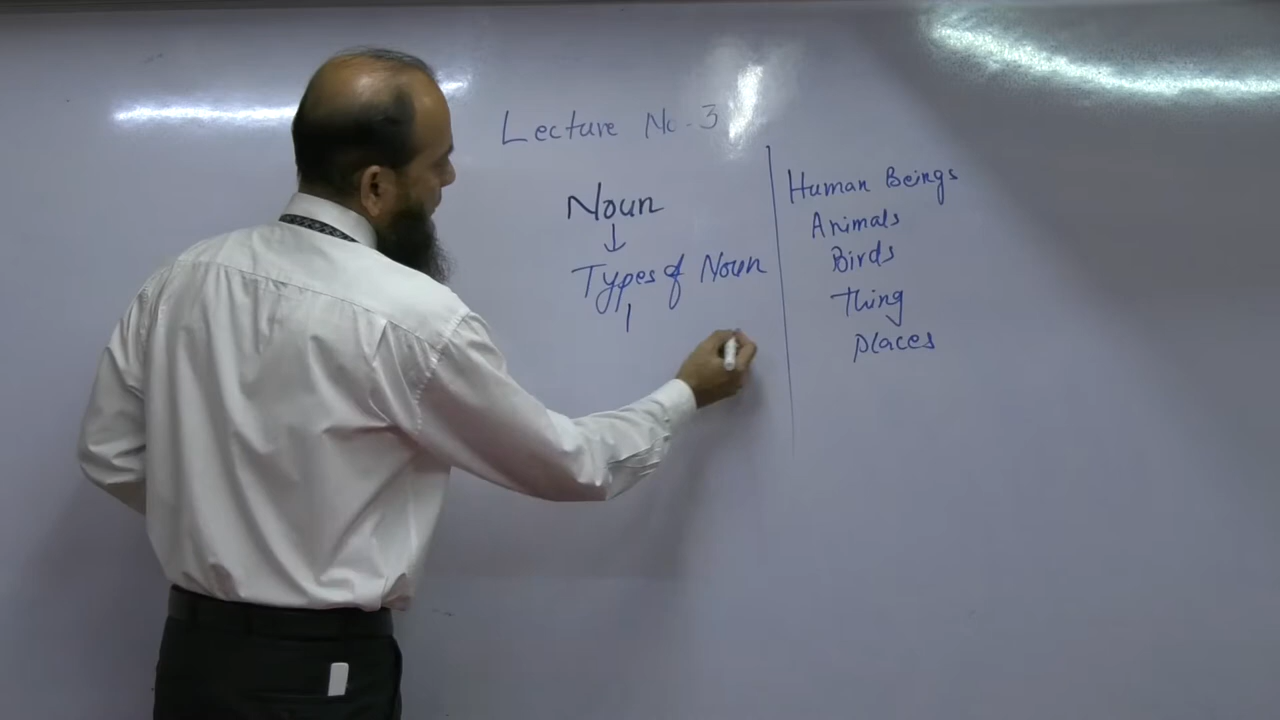 Lecture No-3
Noun
Types of Noun
Human Beings
Animals
Birds
Thing
places